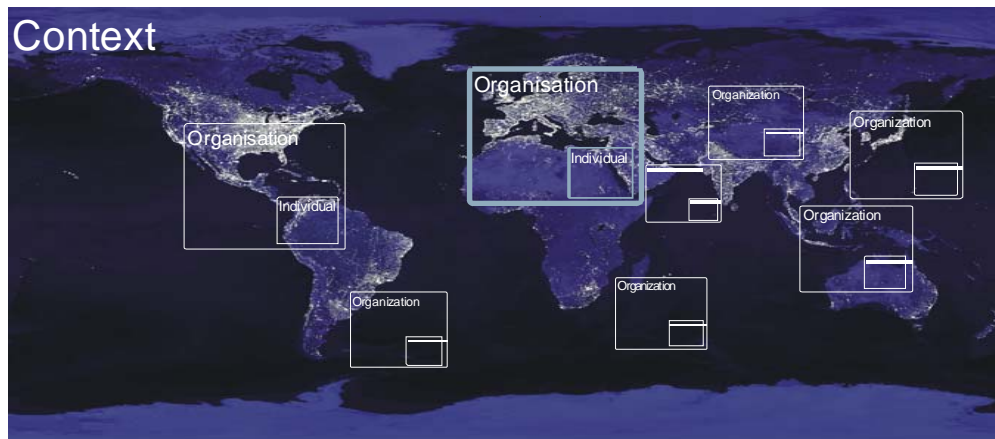 Context
Organisation
Organization
Organization
Organisation
Individual
Individual
Organization
Organization
Organization